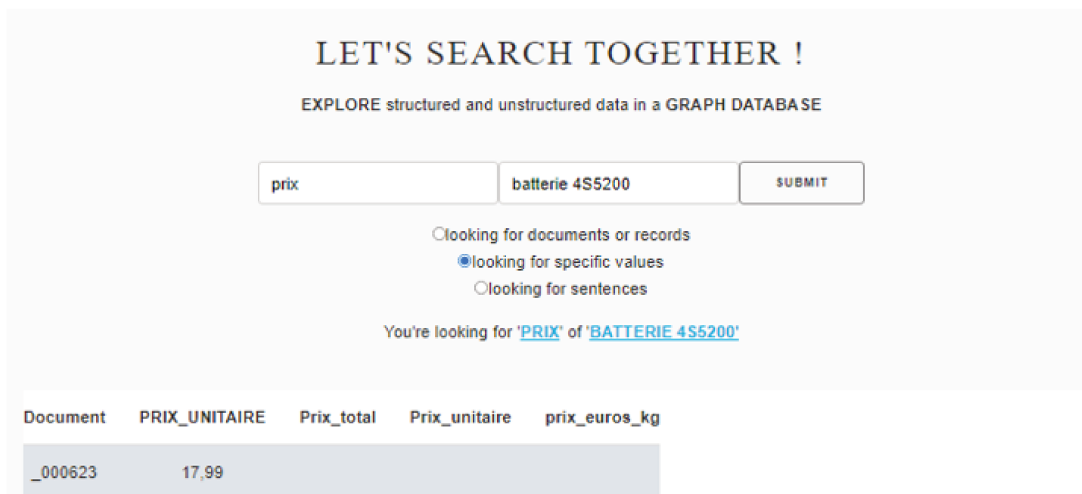 LET'S SEARCH TOGETHER !
EXPLORE structured and unstructured data in a GRAPH DATABASE
prix batterie 4S5200 SUBMIT
looking for documents or records
looking for specific values
looking for sentences
You're looking for 'PRIX' of 'BATTERIE 4S5200'
Document PRIX_UNITAIRE Prix_total Prix_unitaire prix_euros_kg
_000623 17,99